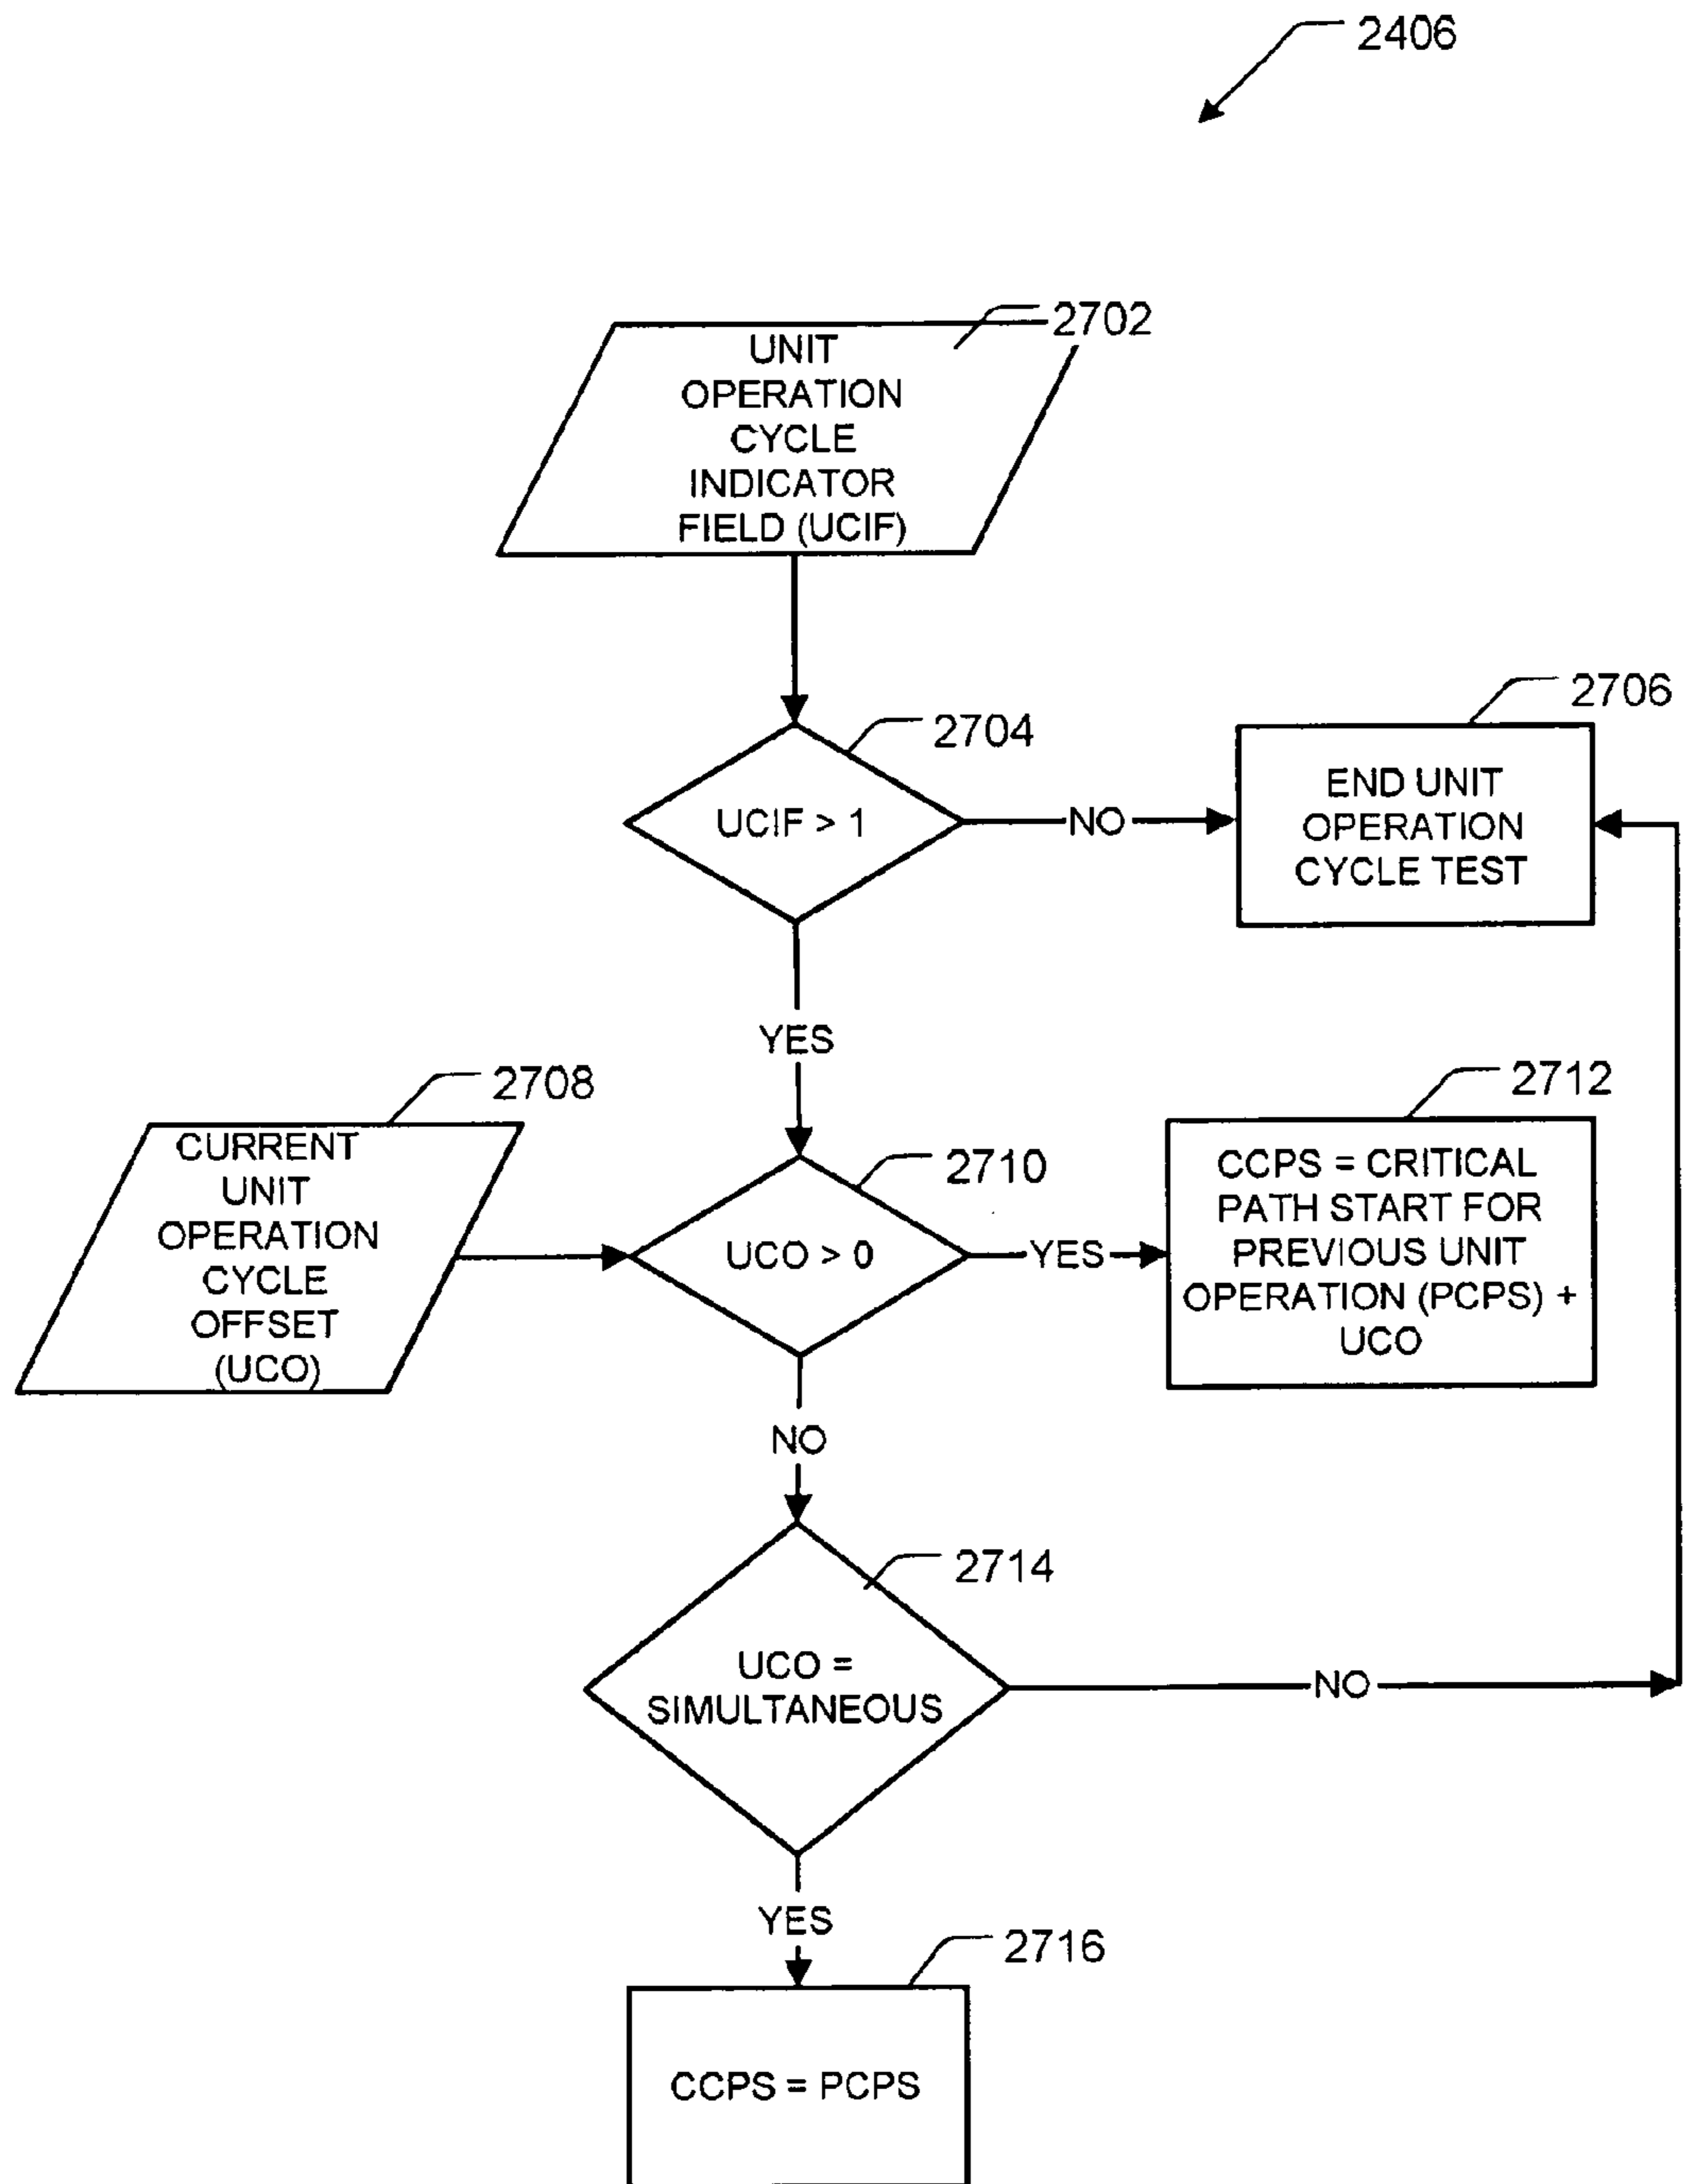 2406
2702
UNIT
OPERATION
CYCLE
INDICATOR
FIELD (UCIF)
2704
UCIF > 1
NO
2706
END UNIT
OPERATION
CYCLE TEST
YES
2708
CURRENT
UNIT
OPERATION
CYCLE
OFFSET
(UCO)
2710
UCO > 0
YES
2712
CCPS = CRITICAL
PATH START FOR
PREVIOUS UNIT
OPERATION (PCPS) +
UCO
NO
2714
UCO =
SIMULTANEOUS
NO
YES
2716
CCPS = PCPS